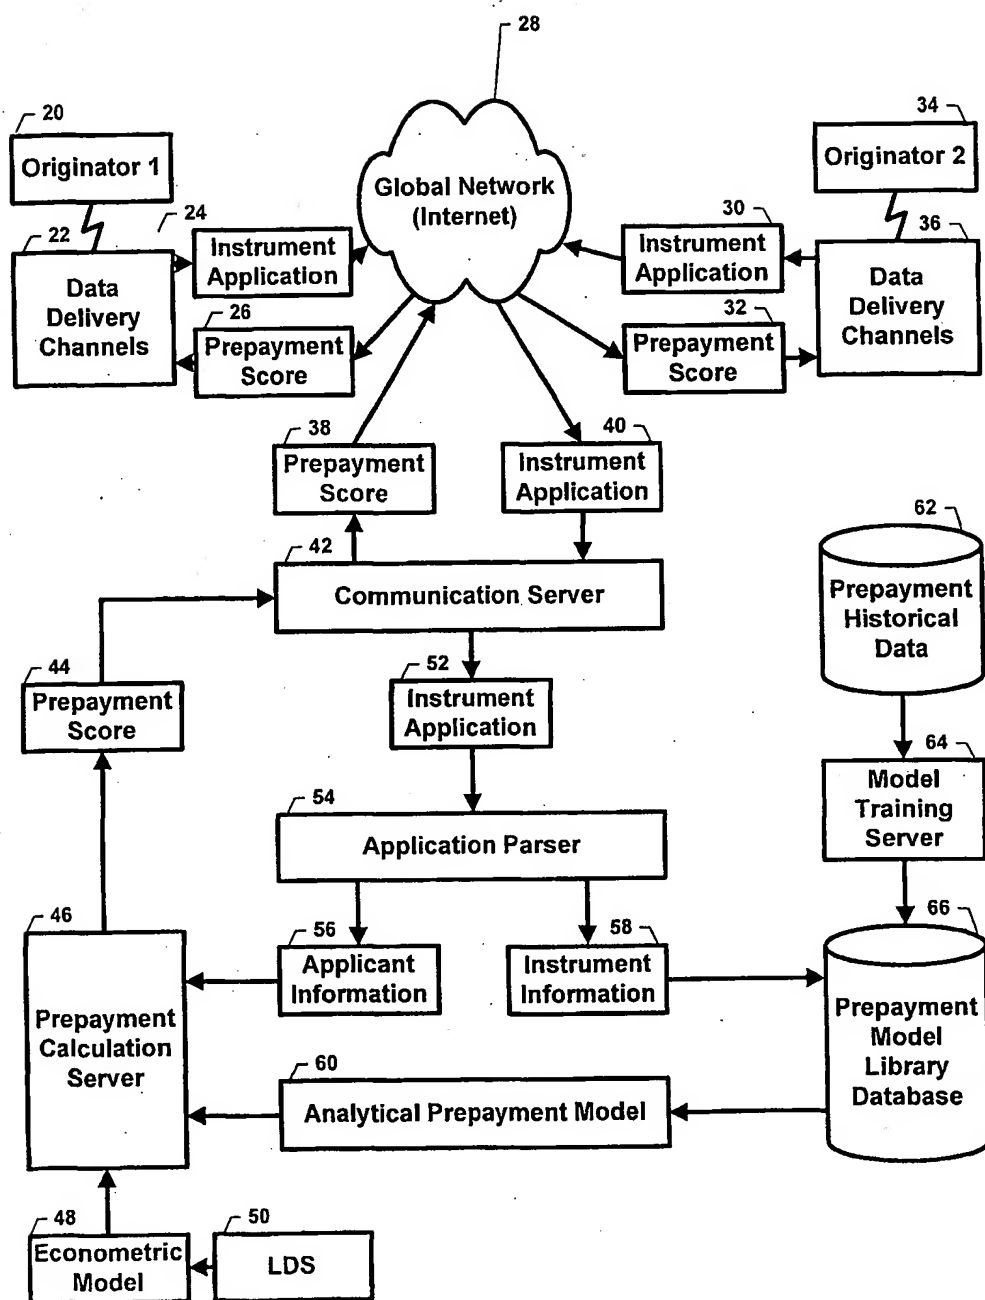 28
20
34
Originator 1
Originator 2
Global Network
(Internet)
24
30
22
36
Instrument
Application
Instrument
Application
Data
Delivery
Channels
Data
Delivery
Channels
26
32
Prepayment
Score
Prepayment
Score
38
40
Prepayment
Score
Instrument
Application
62
42
Communication Server
Prepayment
Historical
Data
44
52
Prepayment
Score
Instrument
Application
64
Model
Training
Server
54
Application Parser
46
56
58
66
Applicant
Information
Instrument
Information
Prepayment
Calculation
Server
Prepayment
Model
Library
Database
60
Analytical Prepayment Model
48
50
Econometric
Model
LDS